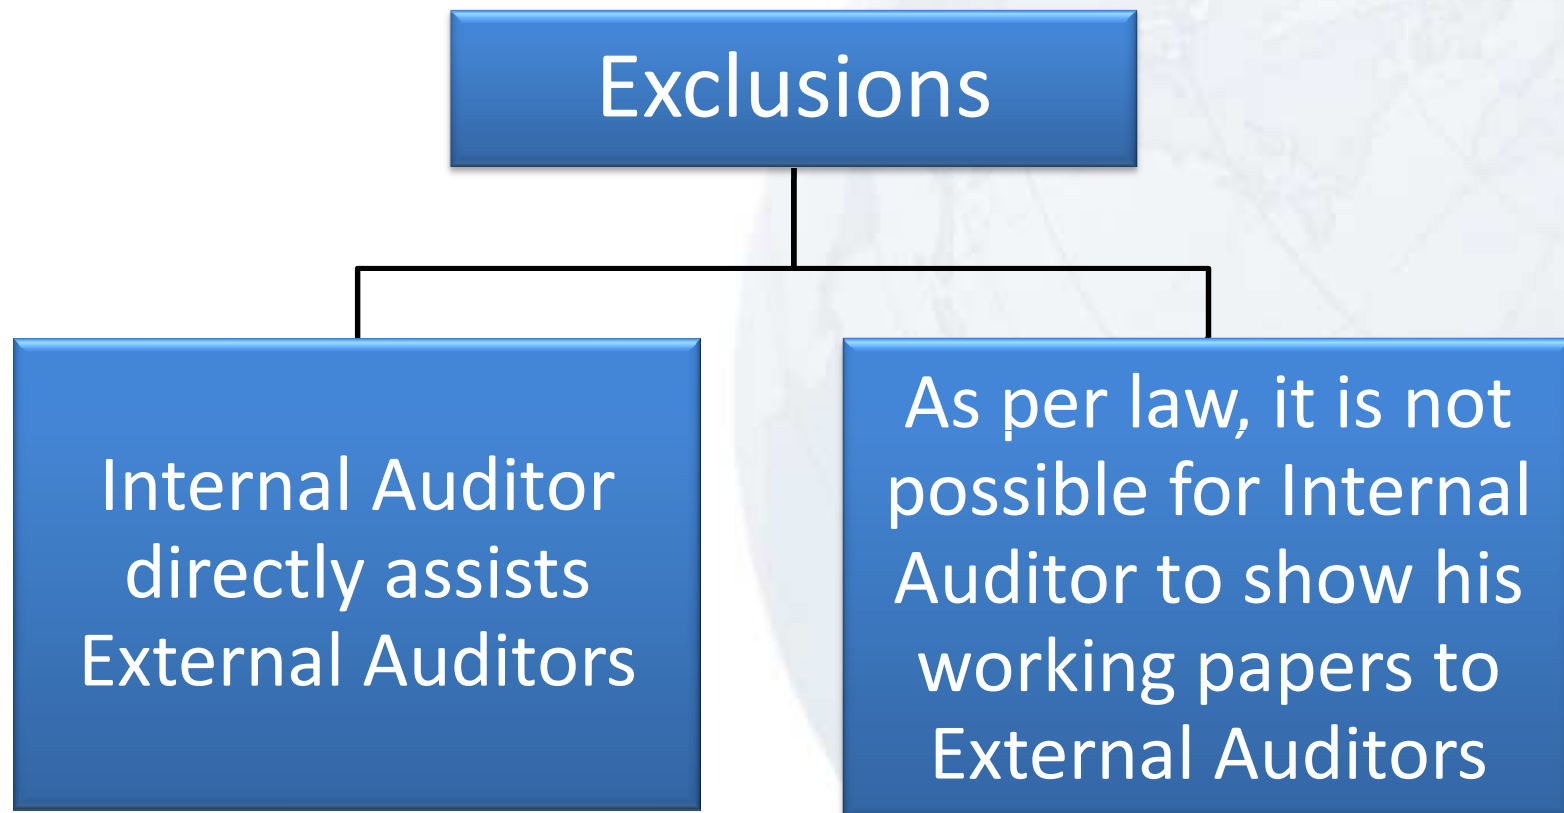 Exclusions
Internal Auditor
directly assists
External Auditors
As per law, it is not
possible for Internal
Auditor to show his
working papers to
External Auditors